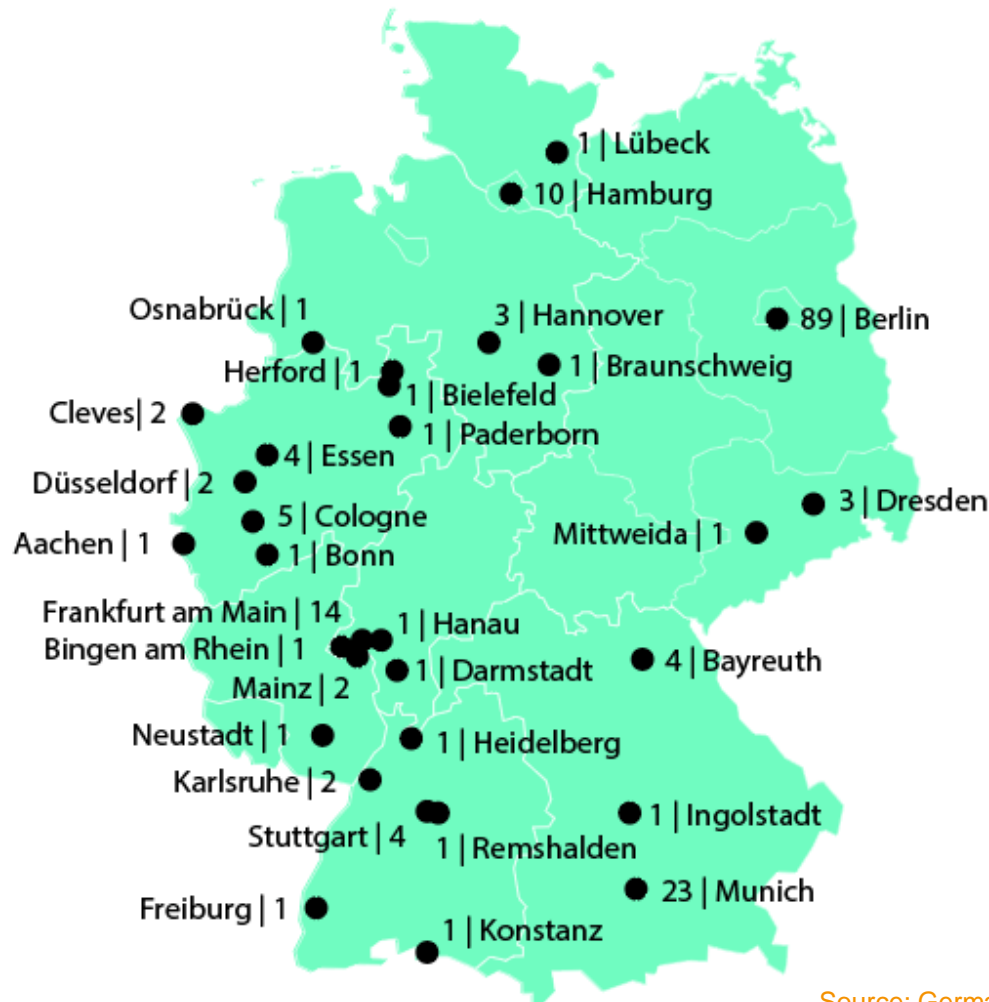 1 | Lübeck
10 | Hamburg
Osnabrück | 1
3 | Hannover
89 | Berlin
Herford | 1
1 | Braunschweig
1 | Bielefeld
Cleves| 2
1 | Paderborn
4 | Essen
Düsseldorf | 2
3 | Dresden
5 | Cologne
Mittweida | 1
Aachen | 1
1 | Bonn
Frankfurt am Main | 14
1 | Hanau
Bingen am Rhein | 1
4 | Bayreuth
1 | Darmstadt
Mainz | 2
Neustadt | 1
1 | Heidelberg
Karlsruhe | 2
1 | Ingolstadt
Stuttgart | 4
1 | Remshalden
23 | Munich
Freiburg | 1
1 | Konstanz
Source: